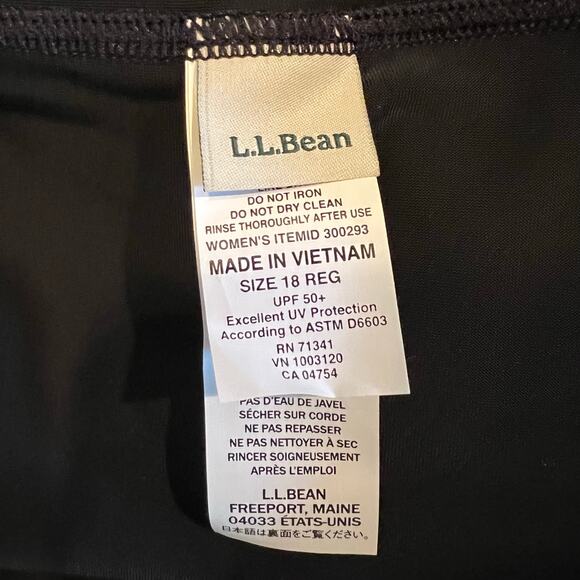 L.L.Bean
DO NOT IRON
DO NOT DRY CLEAN
RINSE THOROUGHLY AFTER USE
WOMEN'S ITEMID 300293
MADE IN VIETNAM
SIZE 18 REG
UPF 50+
Excellent UV Protection
According to ASTM D6603
RN 71341
VN 1003120
CA 04754
PAS D'EAU DE JAVEL
SÉCHER SUR CORDE
NE PAS REPASSER
NE PAS NETTOYER À SEC
RINCER SOIGNEUSEMENT
APRÈS L'EMPLOI
L.L.BEAN
FREEPORT, MAINE
04033 ÉTATS-UNIS
日本語は裏面をご覧ください。